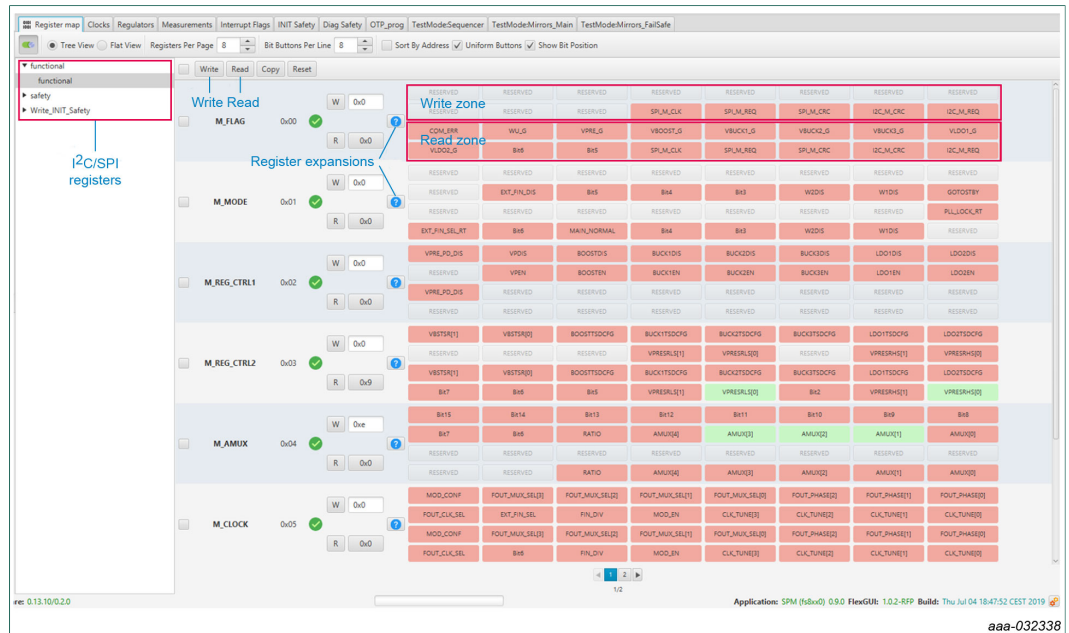 Register map Clocks Regulators Measurements Interrupt Flags INIT Safety Diag Safety OTP_prog TestMode:Sequencer TestMode:Mirrors_Main TestMode:Mirrors_FailSafe
Tree View Flat View Registers Per Page 8 Bit Buttons Per Line 8 Sort By Address Uniform Buttons Show Bit Position
functional
functional
safety
Write_INIT_Safety
I2C/SPI
registers
Write Read Copy Reset
Write Read
Register expansions
Write zone
Read zone
M_FLAG 0x00 W 0x0 R 0x0
RESERVED RESERVED RESERVED RESERVED RESERVED RESERVED RESERVED RESERVED
RESERVED RESERVED RESERVED SPI_M_CLK SPI_M_REQ SPI_M_CRC I2C_M_CRC I2C_M_REQ
COM_ERR WU_G VPRE_G VBOOST_G VBUCK1_G VBUCK2_G VBUCK3_G VLDO1_G
VLDO2_G Bit6 Bit5 SPI_M_CLK SPI_M_REQ SPI_M_CRC I2C_M_CRC I2C_M_REQ
M_MODE 0x01 W 0x0 R 0x0
RESERVED RESERVED RESERVED RESERVED RESERVED RESERVED RESERVED RESERVED
RESERVED EXT_FIN_DIS Bit5 Bit4 Bit3 W2DIS W1DIS GOTOSTBY
RESERVED RESERVED RESERVED RESERVED RESERVED RESERVED RESERVED PLL_LOCK_RT
EXT_FIN_SEL_RT Bit6 MAIN_NORMAL Bit4 Bit3 W2DIS W1DIS RESERVED
M_REG_CTRL1 0x02 W 0x0 R 0x0
VPRE_PD_DIS VPDIS BOOSTDIS BUCK1DIS BUCK2DIS BUCK3DIS LDO1DIS LDO2DIS
RESERVED VPEN BOOSTEN BUCK1EN BUCK2EN BUCK3EN LDO1EN LDO2EN
VPRE_PD_DIS RESERVED RESERVED RESERVED RESERVED RESERVED RESERVED RESERVED
RESERVED RESERVED RESERVED RESERVED RESERVED RESERVED RESERVED RESERVED
M_REG_CTRL2 0x03 W 0x0 R 0x9
VBSTSR[1] VBSTSR[0] BOOSTTSDCFG BUCK1TSDCFG BUCK2TSDCFG BUCK3TSDCFG LDO1TSDCFG LDO2TSDCFG
RESERVED RESERVED RESERVED VPRESRLS[1] VPRESRLS[0] RESERVED VPRESRHS[1] VPRESRHS[0]
VBSTSR[1] VBSTSR[0] BOOSTTSDCFG BUCK1TSDCFG BUCK2TSDCFG BUCK3TSDCFG LDO1TSDCFG LDO2TSDCFG
Bit7 Bit6 Bit5 VPRESRLS[1] VPRESRLS[0] Bit2 VPRESRHS[1] VPRESRHS[0]
M_AMUX 0x04 W 0xe R 0x0
Bit15 Bit14 Bit13 Bit12 Bit11 Bit10 Bit9 Bit8
Bit7 Bit6 RATIO AMUX[4] AMUX[3] AMUX[2] AMUX[1] AMUX[0]
RESERVED RESERVED RESERVED RESERVED RESERVED RESERVED RESERVED RESERVED
RESERVED RESERVED RATIO AMUX[4] AMUX[3] AMUX[2] AMUX[1] AMUX[0]
M_CLOCK 0x05 W 0x0 R 0x0
MOD_CONF FOUT_MUX_SEL[3] FOUT_MUX_SEL[2] FOUT_MUX_SEL[1] FOUT_MUX_SEL[0] FOUT_PHASE[2] FOUT_PHASE[1] FOUT_PHASE[0]
FOUT_CLK_SEL EXT_FIN_SEL FIN_DIV MOD_EN CLK_TUNE[3] CLK_TUNE[2] CLK_TUNE[1] CLK_TUNE[0]
MOD_CONF FOUT_MUX_SEL[3] FOUT_MUX_SEL[2] FOUT_MUX_SEL[1] FOUT_MUX_SEL[0] FOUT_PHASE[2] FOUT_PHASE[1] FOUT_PHASE[0]
FOUT_CLK_SEL Bit6 FIN_DIV MOD_EN CLK_TUNE[3] CLK_TUNE[2] CLK_TUNE[1] CLK_TUNE[0]
1 2
1/2
re: 0.13.10/0.2.0 Application: SPM (fs8xx0) 0.9.0 FlexGUI: 1.0.2-RFP Build: Thu Jul 04 18:47:52 CEST 2019
aaa-032338